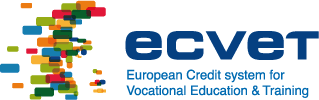 ecvet
European Credit system for
Vocational Education & Training